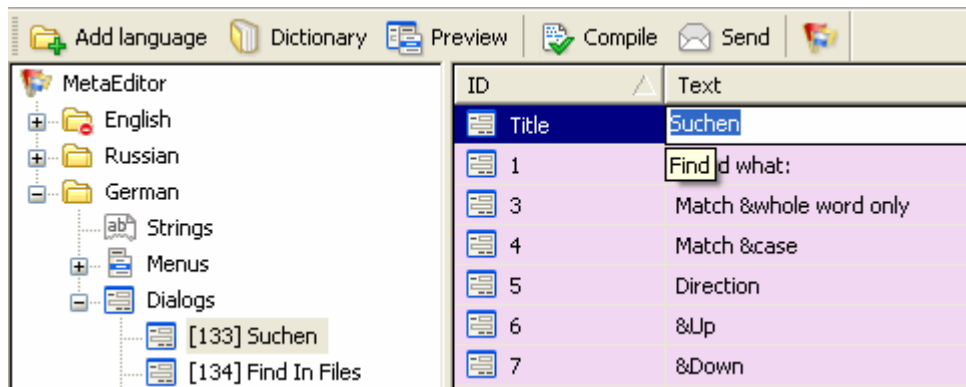 Add language Dictionary Preview Compile Send
MetaEditor
English
Russian
German
Strings
Menus
Dialogs
[133] Suchen
[134] Find In Files
ID Text
Title Suchen
Find
1 d what:
3 Match &whole word only
4 Match &case
5 Direction
6 &Up
7 &Down